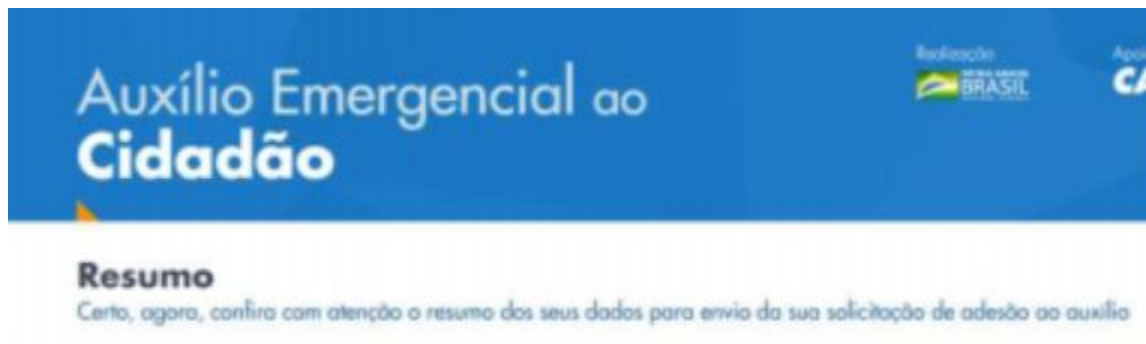 Auxílio Emergencial ao
Cidadão
Realização
BRASIL
Resumo
Certo, agora, confira com atenção o resumo dos seus dados para envio da sua solicitação de adesão ao auxílio